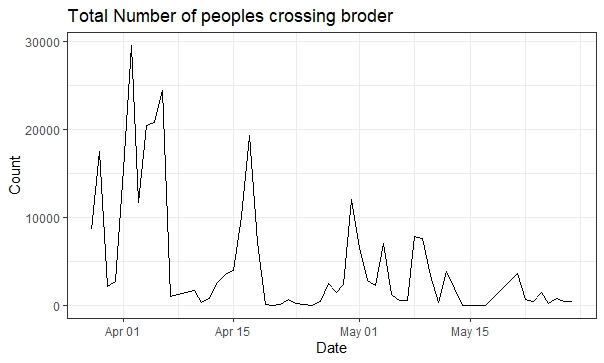 Total Number of peoples crossing broder
30000
20000
10000
0
Count
Apr 01 Apr 15 May 01 May 15
Date